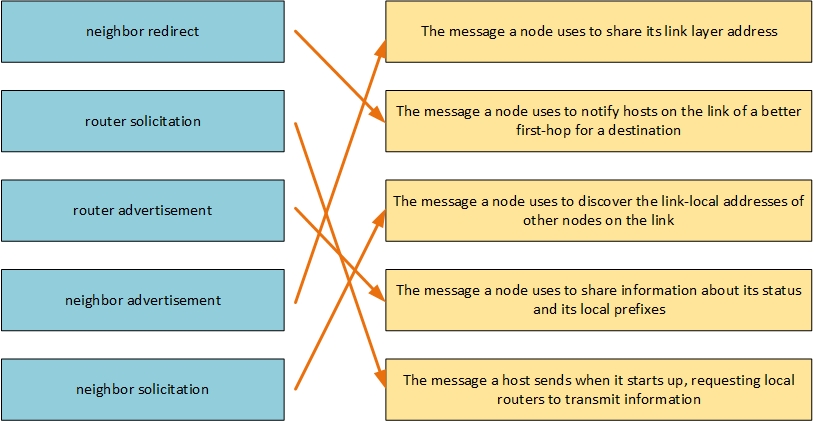 neighbor redirect
The message a node uses to share its link layer address
router solicitation
The message a node uses to notify hosts on the link of a better
first-hop for a destination
router advertisement
The message a node uses to discover the link-local addresses of
other nodes on the link
neighbor advertisement
The message a node uses to share information about its status
and its local prefixes
neighbor solicitation
The message a host sends when it starts up, requesting local
routers to transmit information